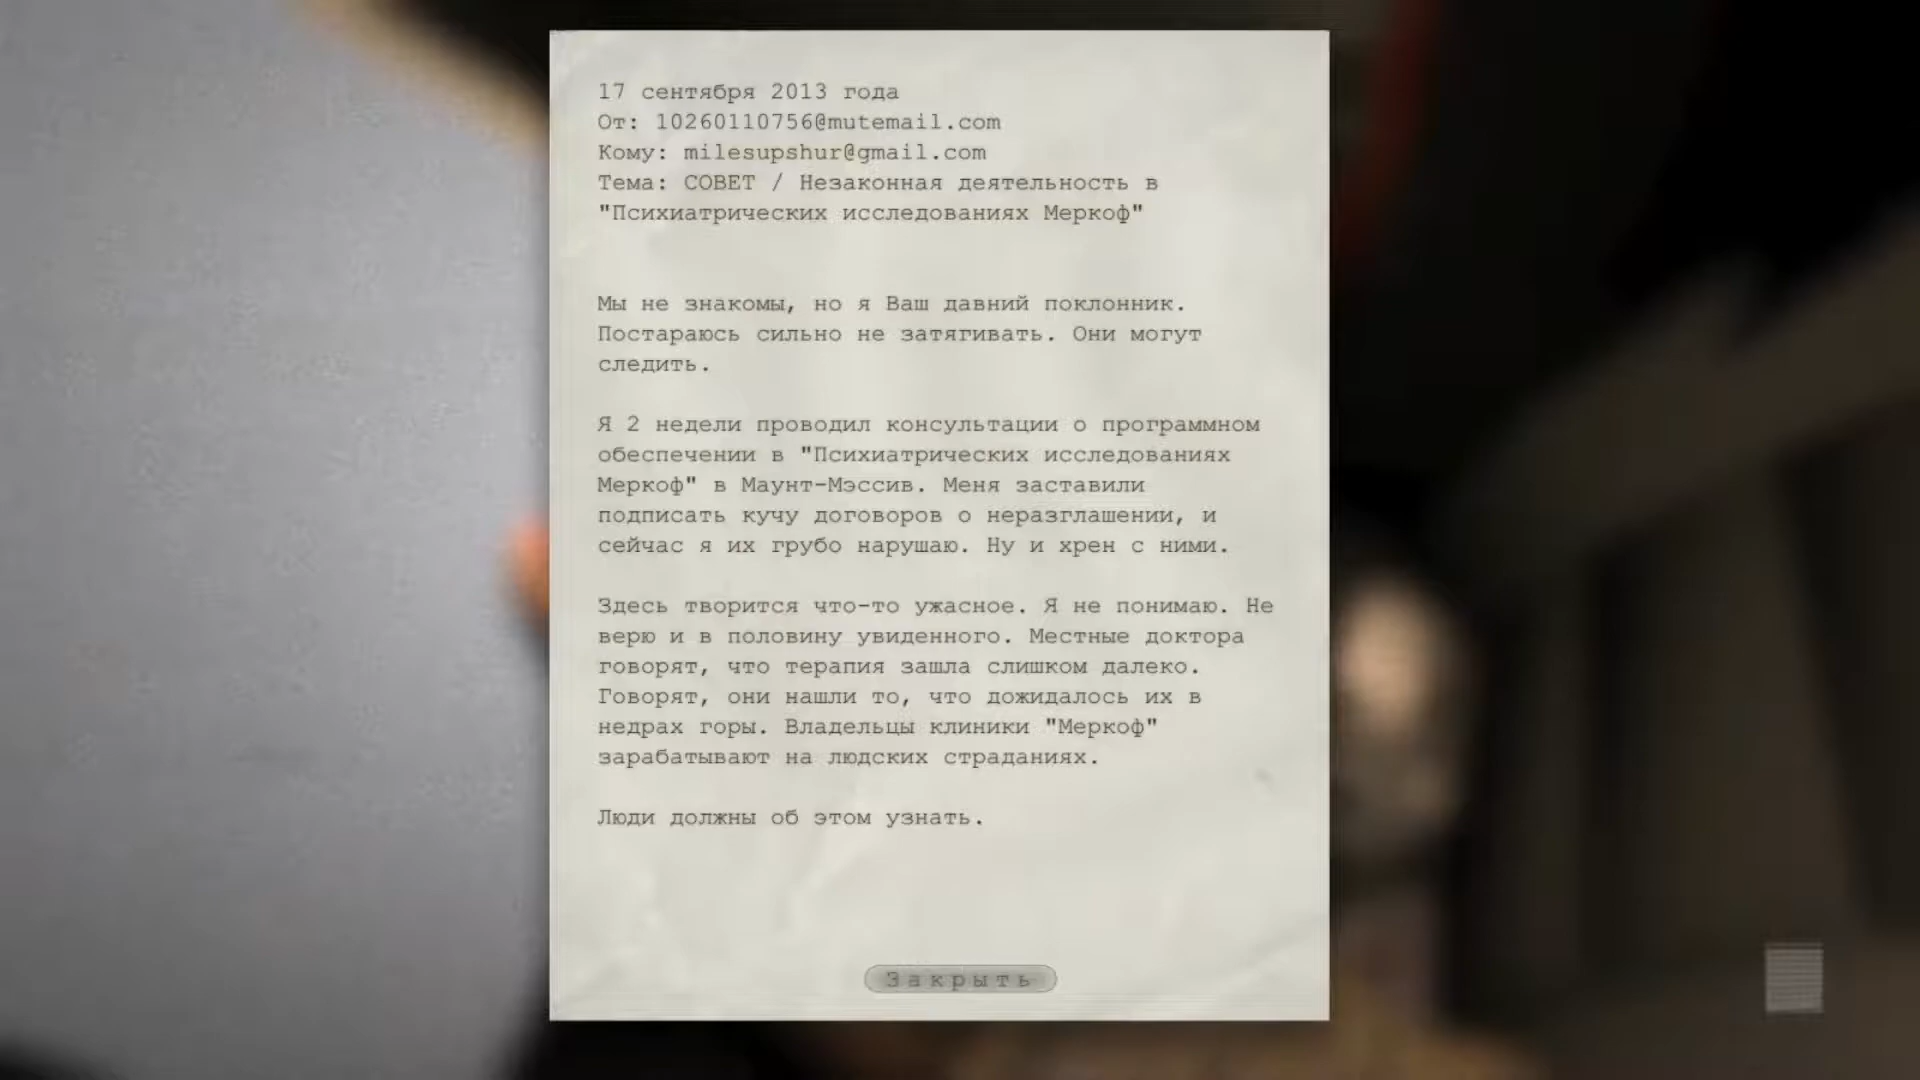 17 сентября 2013 года
От: 10260110756@mutemail.com
Кому: milesupshur@gmail.com
Тема: СОВЕТ / Незаконная деятельность в
"Психиатрических исследованиях Меркоф"
Мы не знакомы, но я Ваш давний поклонник.
Постараюсь сильно не затягивать. Они могут
следить.
Я 2 недели проводил консультации о программном
обеспечении в "Психиатрических исследованиях
Меркоф" в Маунт-Мэссив. Меня заставили
подписать кучу договоров о неразглашении, и
сейчас я их грубо нарушаю. Ну и хрен с ними.
Здесь творится что-то ужасное. Я не понимаю. Не
верю и в половину увиденного. Местные доктора
говорят, что терапия зашла слишком далеко.
Говорят, они нашли то, что дожидалось их в
недрах горы. Владельцы клиники "Меркоф"
зарабатывают на людских страданиях.
Люди должны об этом узнать.
Закрыть